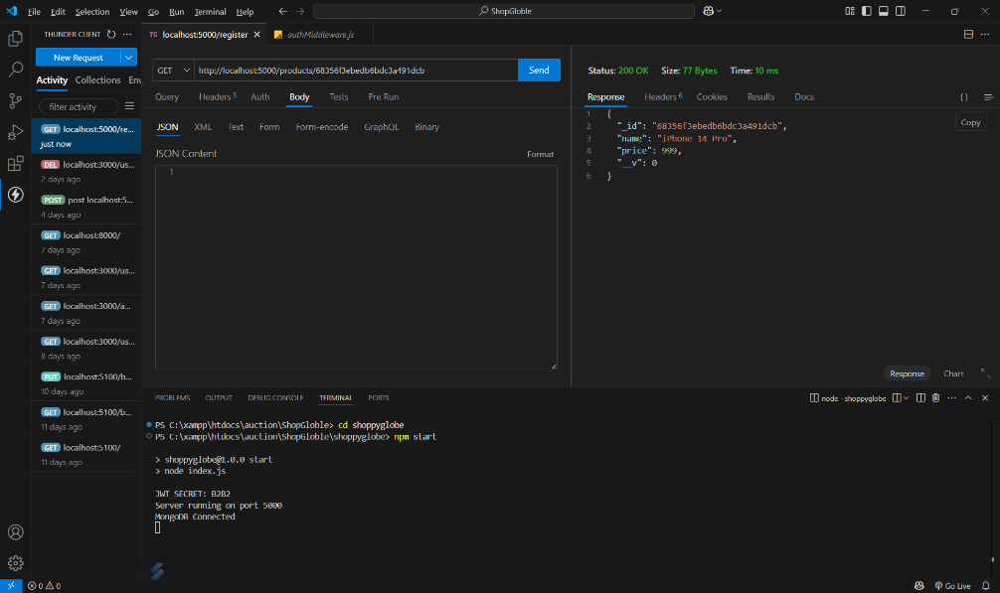 File Edit Selection View Go Run Terminal Help
ShopGloble
THUNDER CLIENT
New Request
Activity Collections Env
filter activity
GET localhost:5000/re...
just now
DEL localhost:3000/us...
2 days ago
POST post localhost:5...
4 days ago
GET localhost:8000/
7 days ago
GET localhost:3000/us...
7 days ago
GET localhost:3000/a...
7 days ago
GET localhost:3000/us...
8 days ago
PUT localhost:5100/b...
10 days ago
GET localhost:5100/b...
11 days ago
GET localhost:5100/
11 days ago
TC localhost:5000/register
JS authMiddleware.js
GET http://localhost:5000/products/68356f3ebedb6bdc3a491dcb Send
Query Headers 3 Auth Body Tests Pre Run
JSON XML Text Form Form-encode GraphQL Binary
JSON Content Format
1
Status: 200 OK Size: 77 Bytes Time: 10 ms
Response Headers 6 Cookies Results Docs
Copy
1 {
2 "_id": "68356f3ebedb6bdc3a491dcb",
3 "name": "iPhone 14 Pro",
4 "price": 999,
5 "__v": 0
6 }
Response Chart
PROBLEMS OUTPUT DEBUG CONSOLE TERMINAL PORTS
node - shoppyglobe
PS C:\xampp\htdocs\auction\ShopGloble> cd shoppyglobe
PS C:\xampp\htdocs\auction\ShopGloble\shoppyglobe> npm start
> shoppyglobe@1.0.0 start
> node index.js
JWT_SECRET: B2B2
Server running on port 5000
MongoDB Connected
0 0
Go Live